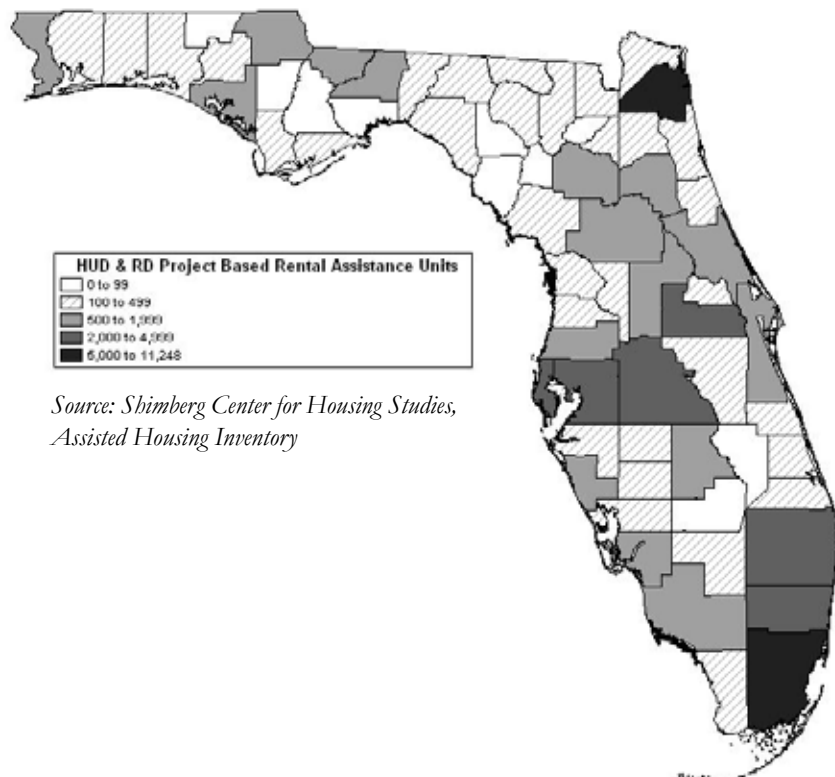 HUD & RD Project Based Rental Assistance Units
0 to 99
100 to 499
500 to 1,999
2,000 to 4,999
5,000 to 11,248
Source: Shimberg Center for Housing Studies,
Assisted Housing Inventory